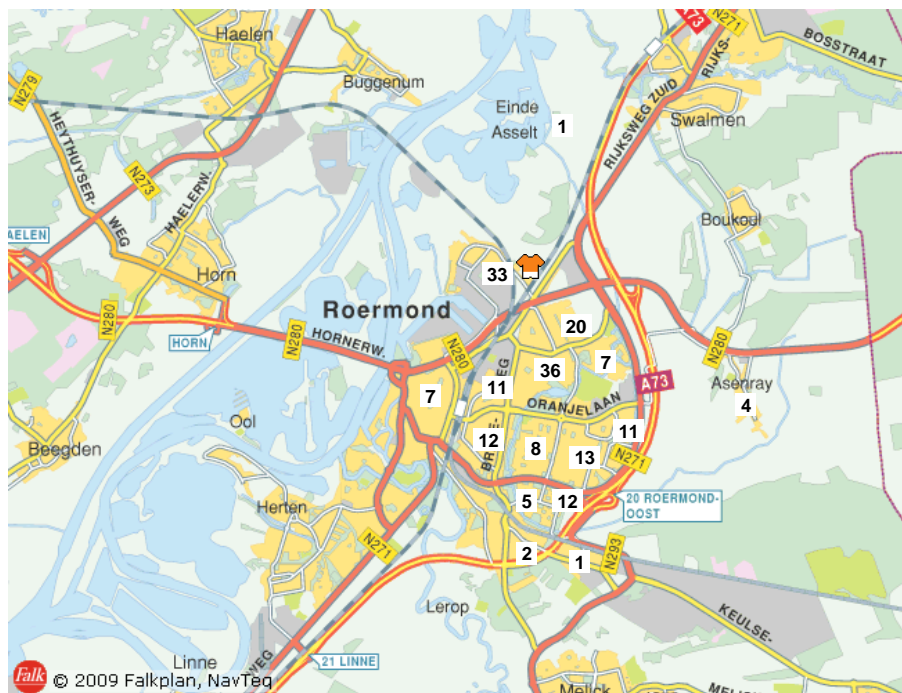 A73
N271
BOSSTRAAT
Haelen
RIJKS-
Buggenum
N279
Einde
Asselt
1
RIJKSWEG ZUID
Swalmen
HEYTHUYSER-
WEG
N273
HAELERW.
Boukoul
AELEN
Horn
33
Roermond
N280
HORN
N280
HORNERW.
N280
20
N280
7
36
EG
11
A73
Asenray
4
7
ORANJELAAN
Ool
BR
E-
12
8
11
13
N271
Beegden
5
12
20 ROERMOND-
OOST
Herten
N271
2
1
N293
Lerop
KEULSE-
Linne
WEG
21 LINNE
Melick
Falk
© 2009 Falkplan, NavTeq